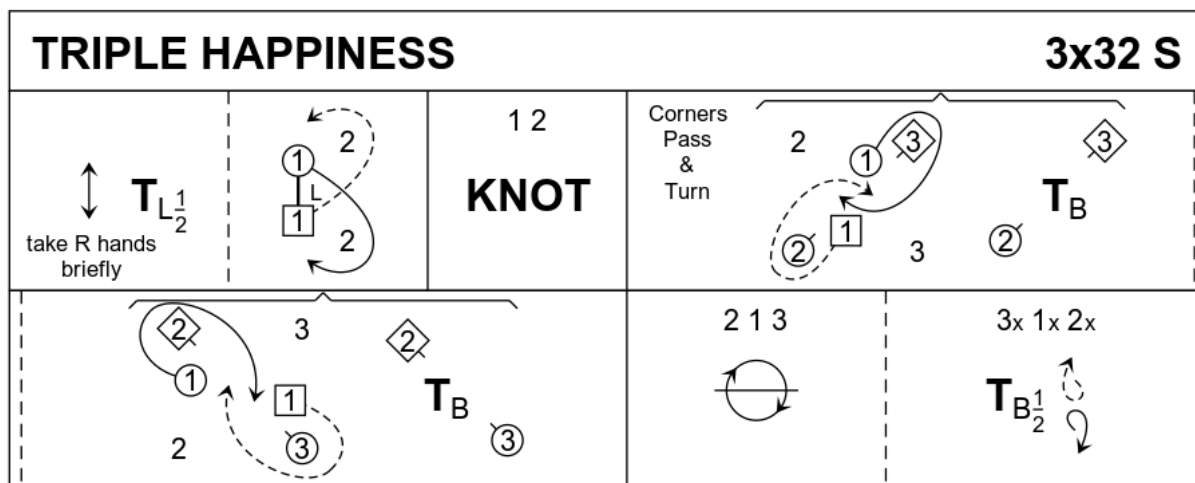 TRIPLE HAPPINESS 3x32 S
T L 1/2
take R hands
briefly
2
1
L
1
2
1 2
KNOT
Corners
Pass
&
Turn
2 1 3 3
T B
2 1 3 2
2 3 2
1 1
T B
2 3 3
2 1 3
3x 1x 2x
T B 1/2